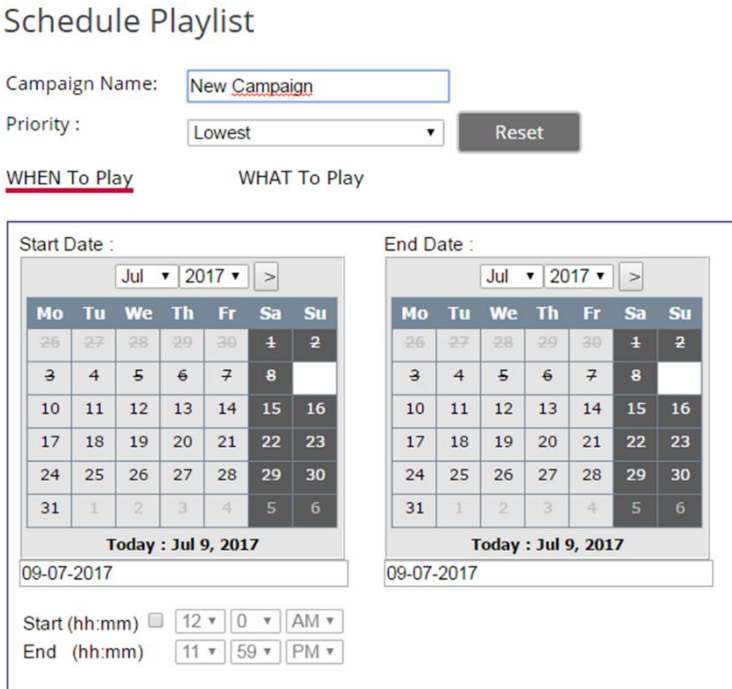 Schedule Playlist
Campaign Name: New Campaign
Priority : Lowest Reset
WHEN To Play WHAT To Play
Start Date : End Date :
Jul 2017 > Jul 2017 >
Mo Tu We Th Fr Sa Su Mo Tu We Th Fr Sa Su
26 27 28 29 30 1 2 26 27 28 29 30 1 2
3 4 5 6 7 8 3 4 5 6 7 8
10 11 12 13 14 15 16 10 11 12 13 14 15 16
17 18 19 20 21 22 23 17 18 19 20 21 22 23
24 25 26 27 28 29 30 24 25 26 27 28 29 30
31 1 2 3 4 5 6 31 1 2 3 4 5 6
Today : Jul 9, 2017 Today : Jul 9, 2017
09-07-2017 09-07-2017
Start (hh:mm) 12 0 AM
End (hh:mm) 11 59 PM